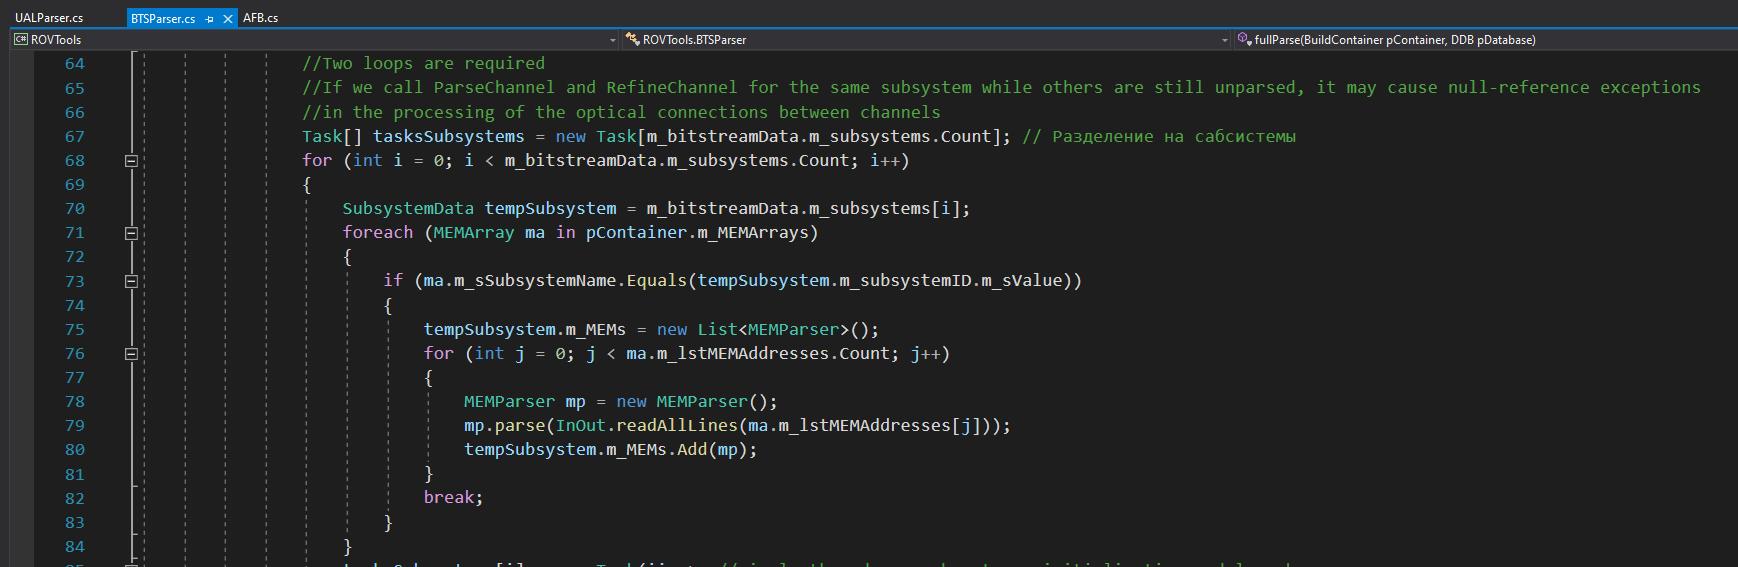 UALParser.cs BTSParser.cs AFB.cs
C# ROVTools ROVTools.BTSParser fullParse(BuildContainer pContainer, DDB pDatabase)
64 //Two loops are required
65 //If we call ParseChannel and RefineChannel for the same subsystem while others are still unparsed, it may cause null-reference exceptions
66 //in the processing of the optical connections between channels
67 Task[] tasksSubsystems = new Task[m_bitstreamData.m_subsystems.Count]; // Разделение на сабсистемы
68 for (int i = 0; i < m_bitstreamData.m_subsystems.Count; i++)
69 {
70 SubsystemData tempSubsystem = m_bitstreamData.m_subsystems[i];
71 foreach (MEMArray ma in pContainer.m_MEMArrays)
72 {
73 if (ma.m_sSubsystemName.Equals(tempSubsystem.m_subsystemID.m_sValue))
74 {
75 tempSubsystem.m_MEMs = new List<MEMParser>();
76 for (int j = 0; j < ma.m_lstMEMAddresses.Count; j++)
77 {
78 MEMParser mp = new MEMParser();
79 mp.parse(InOut.readAllLines(ma.m_lstMEMAddresses[j]));
80 tempSubsystem.m_MEMs.Add(mp);
81 }
82 break;
83 }
84 }